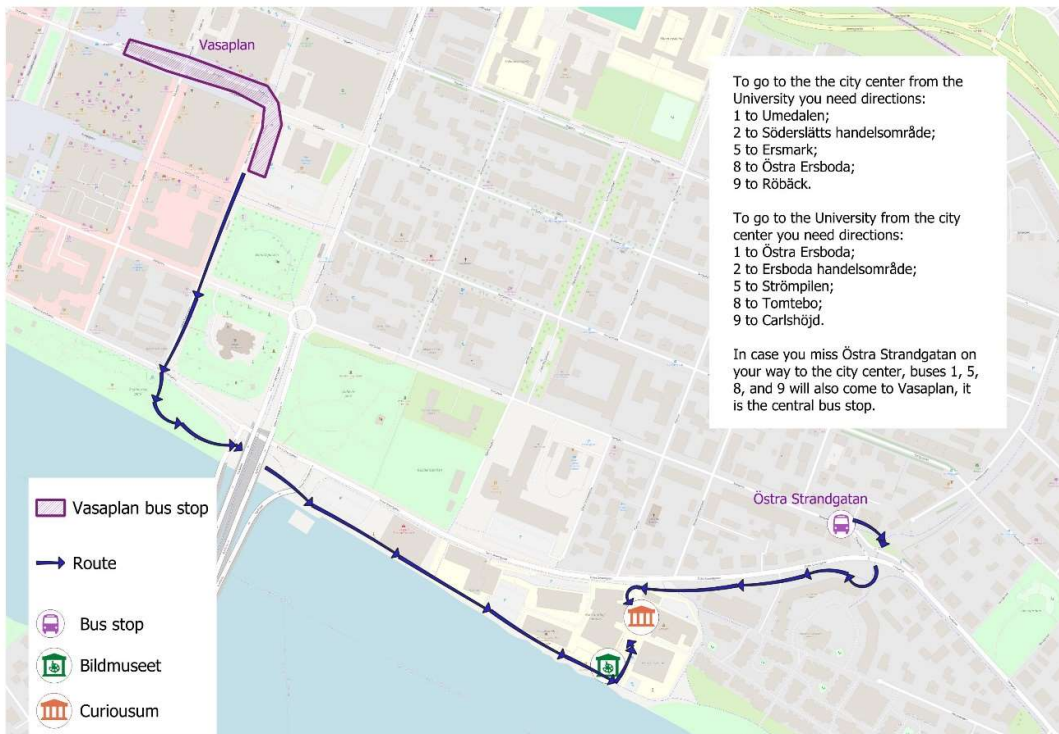 Vasaplan
To go to the the city center from the
University you need directions:
1 to Umedalen;
2 to Söderslätts handelsområde;
5 to Ersmark;
8 to Östra Ersboda;
9 to Röbäck.
To go to the University from the city
center you need directions:
1 to Östra Ersboda;
2 to Ersboda handelsområde;
5 to Strömpilen;
8 to Tomtebo;
9 to Carlshöjd.
In case you miss Östra Strandgatan on
your way to the city center, buses 1, 5,
8, and 9 will also come to Vasaplan, it
is the central bus stop.
Östra Strandgatan
Vasaplan bus stop
Route
Bus stop
Bildmuseet
Curiousum